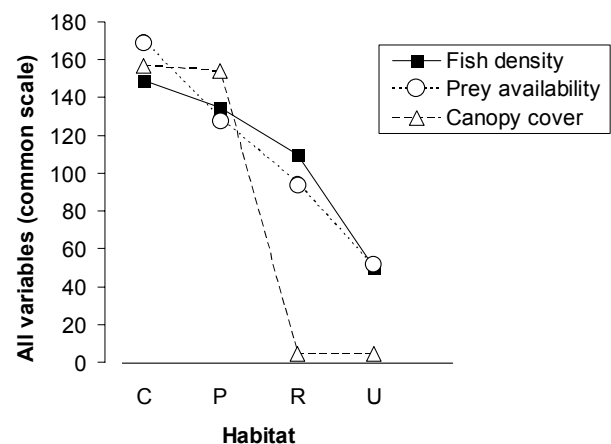 All variables (common scale)
180
160
140
120
100
80
60
40
20
0
C P R U
Habitat
Fish density
Prey availability
Canopy cover